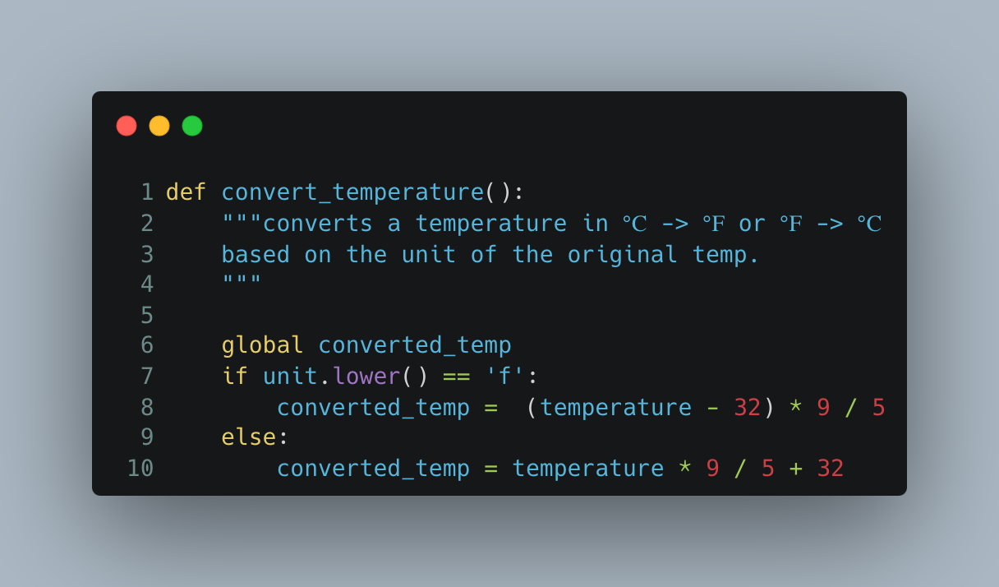 1 def convert_temperature():
2     """converts a temperature in ℃ -> ℉ or ℉ -> ℃
3     based on the unit of the original temp.
4     """
5
6     global converted_temp
7     if unit.lower() == 'f':
8         converted_temp =  (temperature - 32) * 9 / 5
9     else:
10         converted_temp = temperature * 9 / 5 + 32